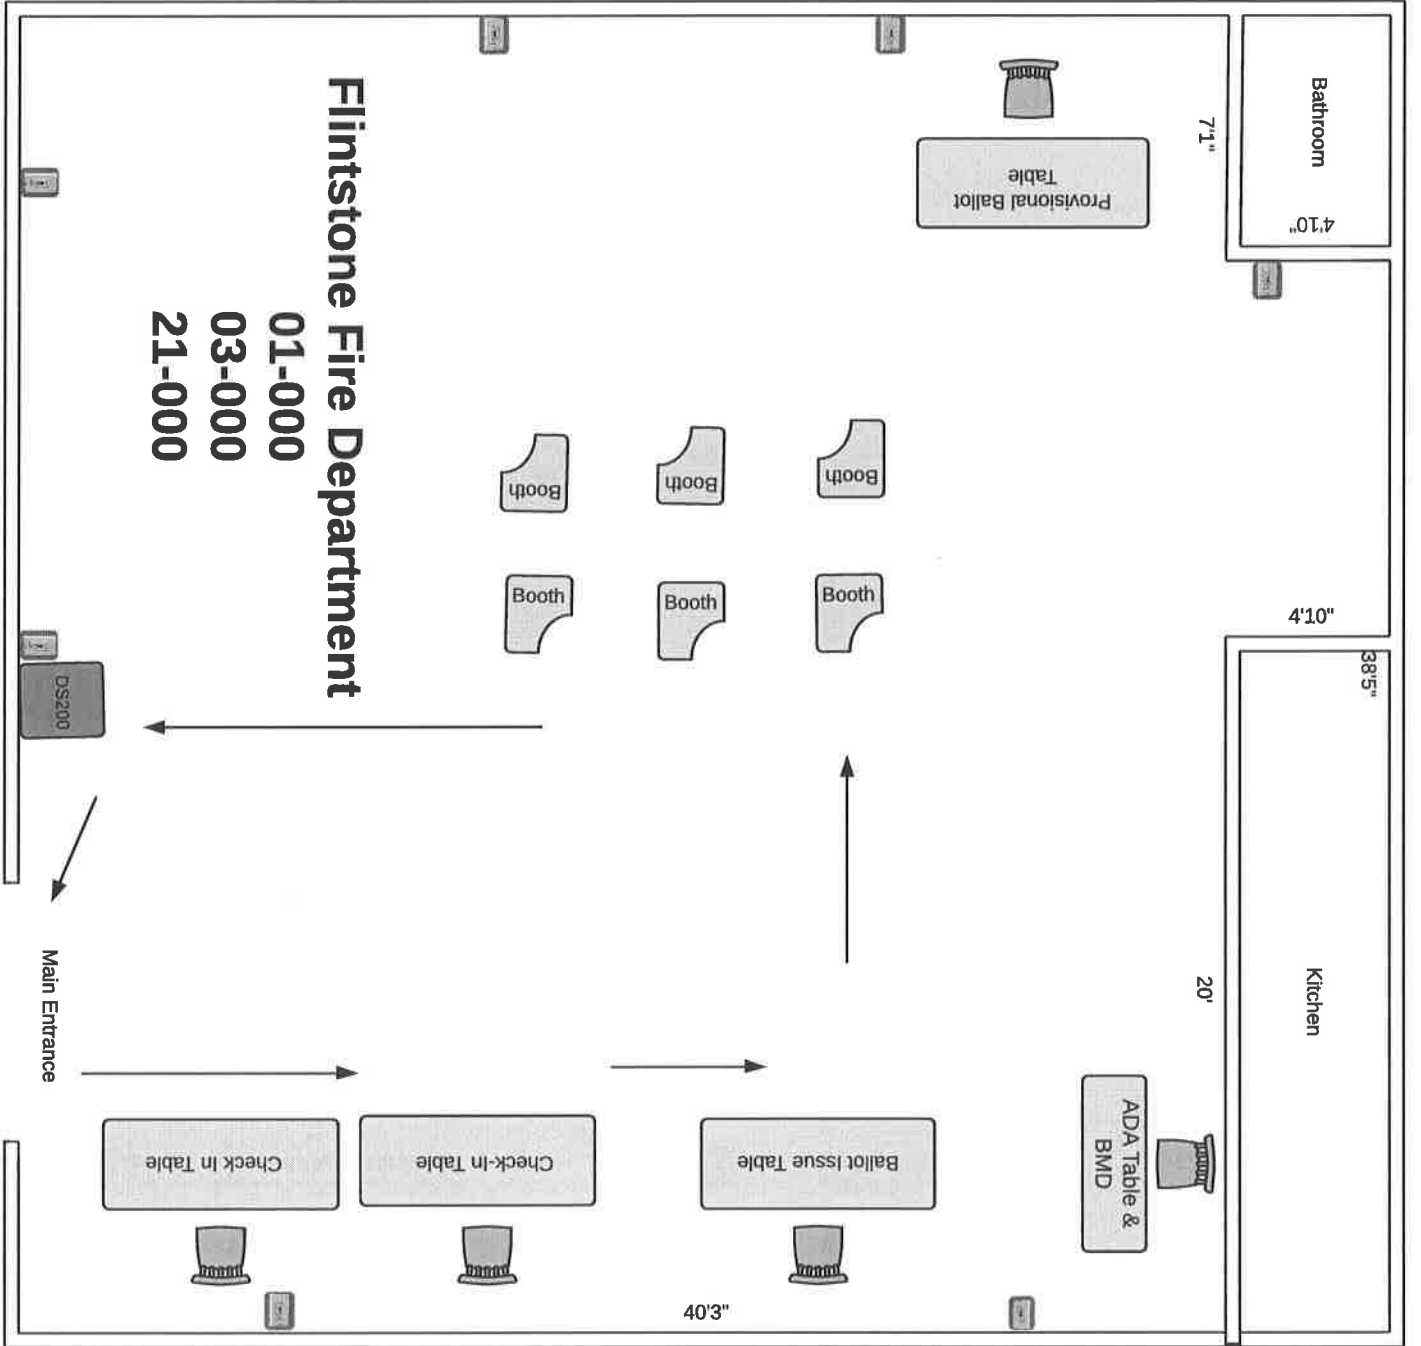 Flintstone Fire Department
01-000
03-000
21-000
Bathroom
7'1"
4'10"
Provisional Ballot
Table
Booth
Booth
Booth
Booth
Booth
Booth
4'10"
38'5"
DS200
Main Entrance
20'
Kitchen
ADA Table &
BMD
Check In Table
Check-In Table
Ballot Issue Table
40'3"